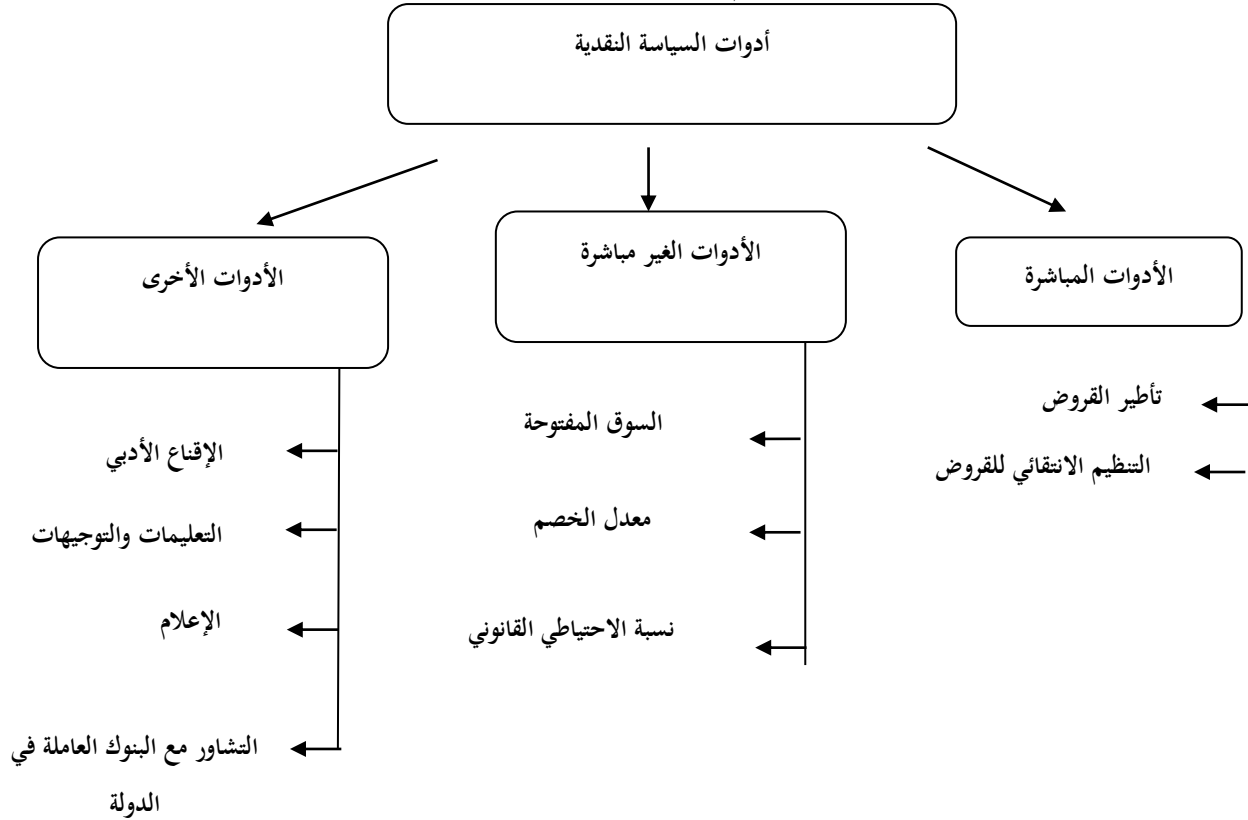 أدوات السياسة النقدية
الأدوات المباشرة
الأدوات الغير مباشرة
الأدوات الأخرى
تأطير القروض
التنظيم الانتقائي للقروض
السوق المفتوحة
معدل الخصم
نسبة الاحتياطي القانوني
الإقناع الأدبي
التعليمات والتوجيهات
الإعلام
التشاور مع البنوك العاملة في
الدولة